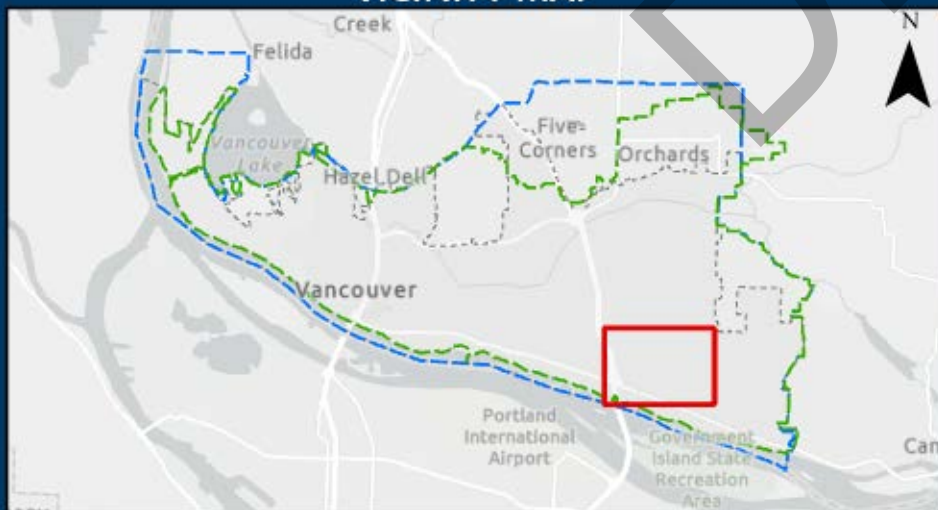 N
Creek
Felida
Vancouver
Lake
Five
Corners
Orchards
Hazel Dell
Vancouver
Portland
International
Airport
Government
Island State
Recreation
Area